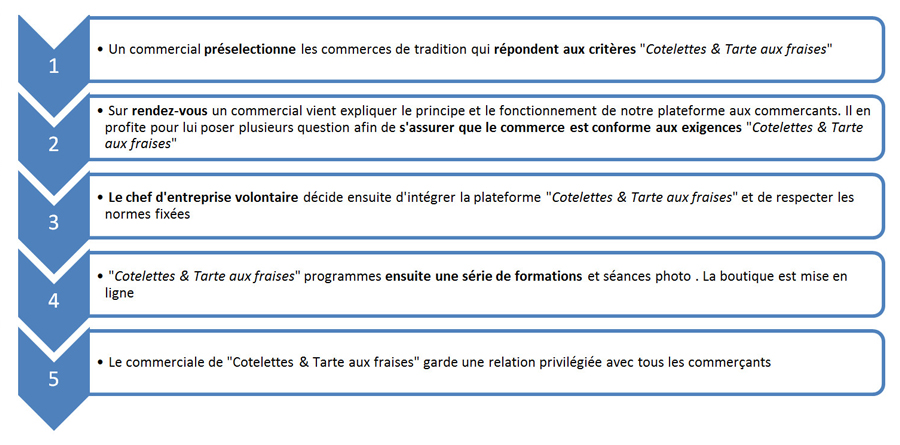 1
• Un commercial préselectionne les commerces de tradition qui répondent aux critères "Cotelettes & Tarte aux fraises"
2
• Sur rendez-vous un commercial vient expliquer le principe et le fonctionnement de notre plateforme aux commercants. Il en
profite pour lui poser plusieurs question afin de s'assurer que le commerce est conforme aux exigences "Cotelettes & Tarte
aux fraises"
3
• Le chef d'entreprise volontaire décide ensuite d'intégrer la plateforme "Cotelettes & Tarte aux fraises" et de respecter les
normes fixées
4
• "Cotelettes & Tarte aux fraises" programmes ensuite une série de formations et séances photo . La boutique est mise en
ligne
5
• Le commerciale de "Cotelettes & Tarte aux fraises" garde une relation privilégiée avec tous les commerçants